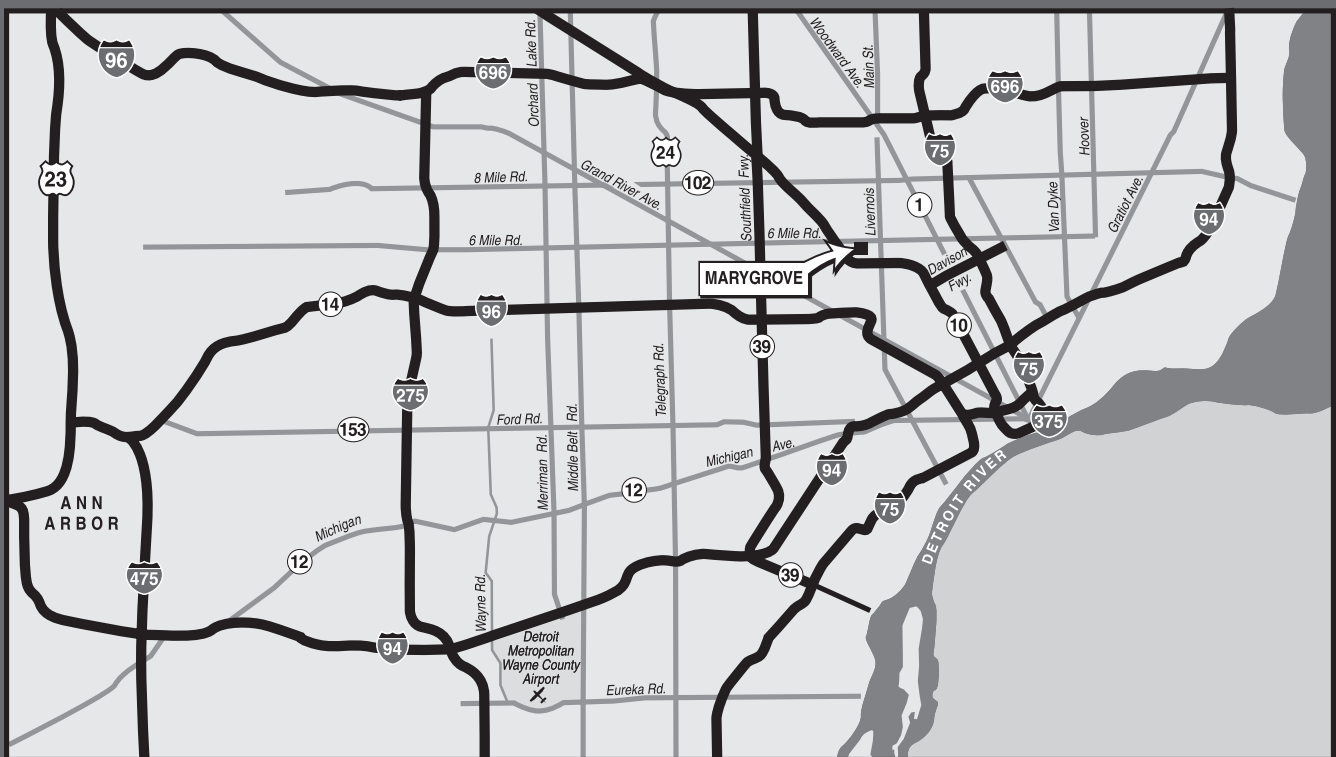 96
696
Orchard Lake Rd.
Woodward Ave.
Main St.
696
23
24
75
Hoover
8 Mile Rd.
Grand River Ave.
102
Southfield Fwy.
Livernois
1
Van Dyke
Gratiot Ave.
94
6 Mile Rd.
6 Mile Rd.
MARYGROVE
Davison
Fwy.
14
96
39
10
75
275
Telegraph Rd.
153
Ford Rd.
Merriman Rd.
Middle Belt Rd.
Michigan Ave.
375
94
12
75
DETROIT RIVER
ANN
ARBOR
Michigan
12
475
39
Wayne Rd.
94
Detroit
Metropolitan
Wayne County
Airport
Eureka Rd.